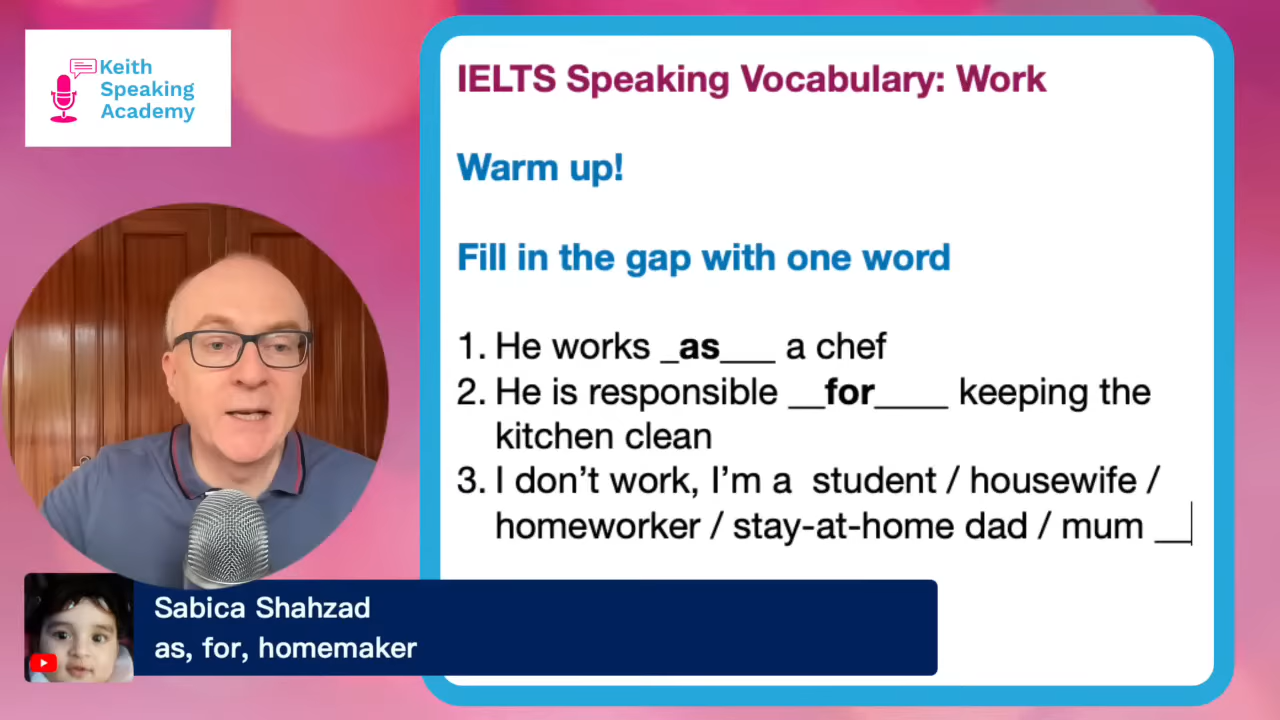 Keith
Speaking
Academy
IELTS Speaking Vocabulary: Work
Warm up!
Fill in the gap with one word
1. He works _as___ a chef
2. He is responsible __for____ keeping the
kitchen clean
3. I don’t work, I’m a  student / housewife /
homeworker / stay-at-home dad / mum __
Sabica Shahzad
as, for, homemaker